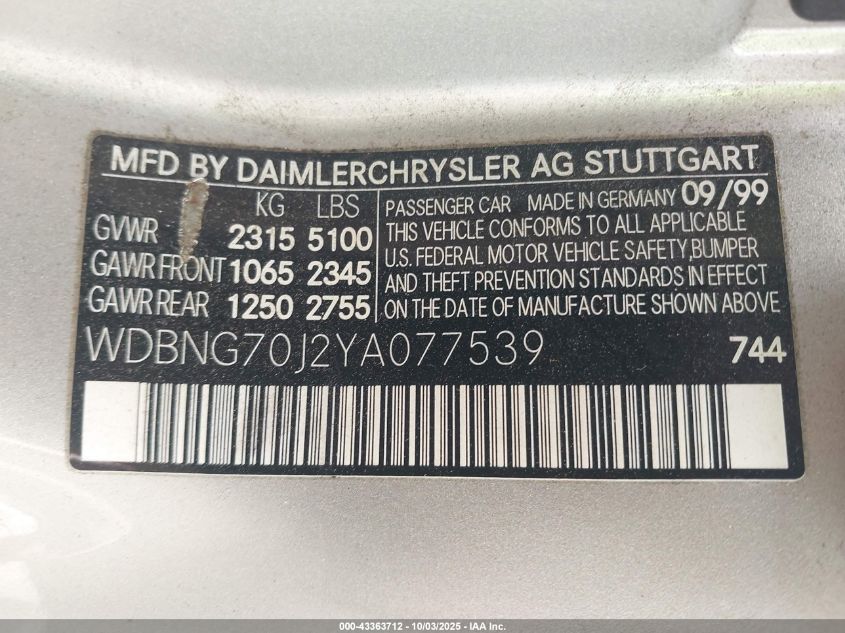 MFD BY DAIMLERCHRYSLER AG STUTTGART
KG LBS
GVWR 2315 5100
GAWR FRONT 1065 2345
GAWR REAR 1250 2755
PASSENGER CAR MADE IN GERMANY 09/99
THIS VEHICLE CONFORMS TO ALL APPLICABLE
U.S. FEDERAL MOTOR VEHICLE SAFETY,BUMPER
AND THEFT PREVENTION STANDARDS IN EFFECT
ON THE DATE OF MANUFACTURE SHOWN ABOVE
WDBNG70J2YA077539 744
000-43363712 - 10/03/2025 - IAA Inc.